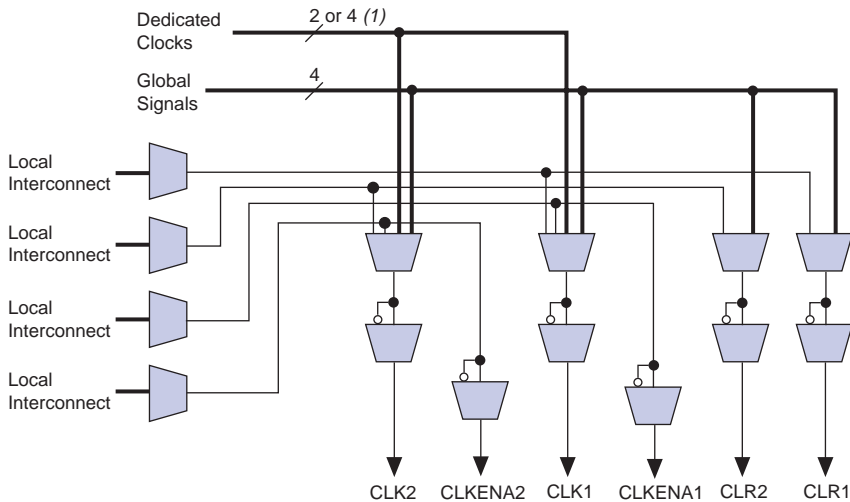 Dedicated
Clocks
2 or 4 (1)
Global
Signals
4
Local
Interconnect
Local
Interconnect
Local
Interconnect
Local
Interconnect
CLK2 CLKENA2 CLK1 CLKENA1 CLR2 CLR1